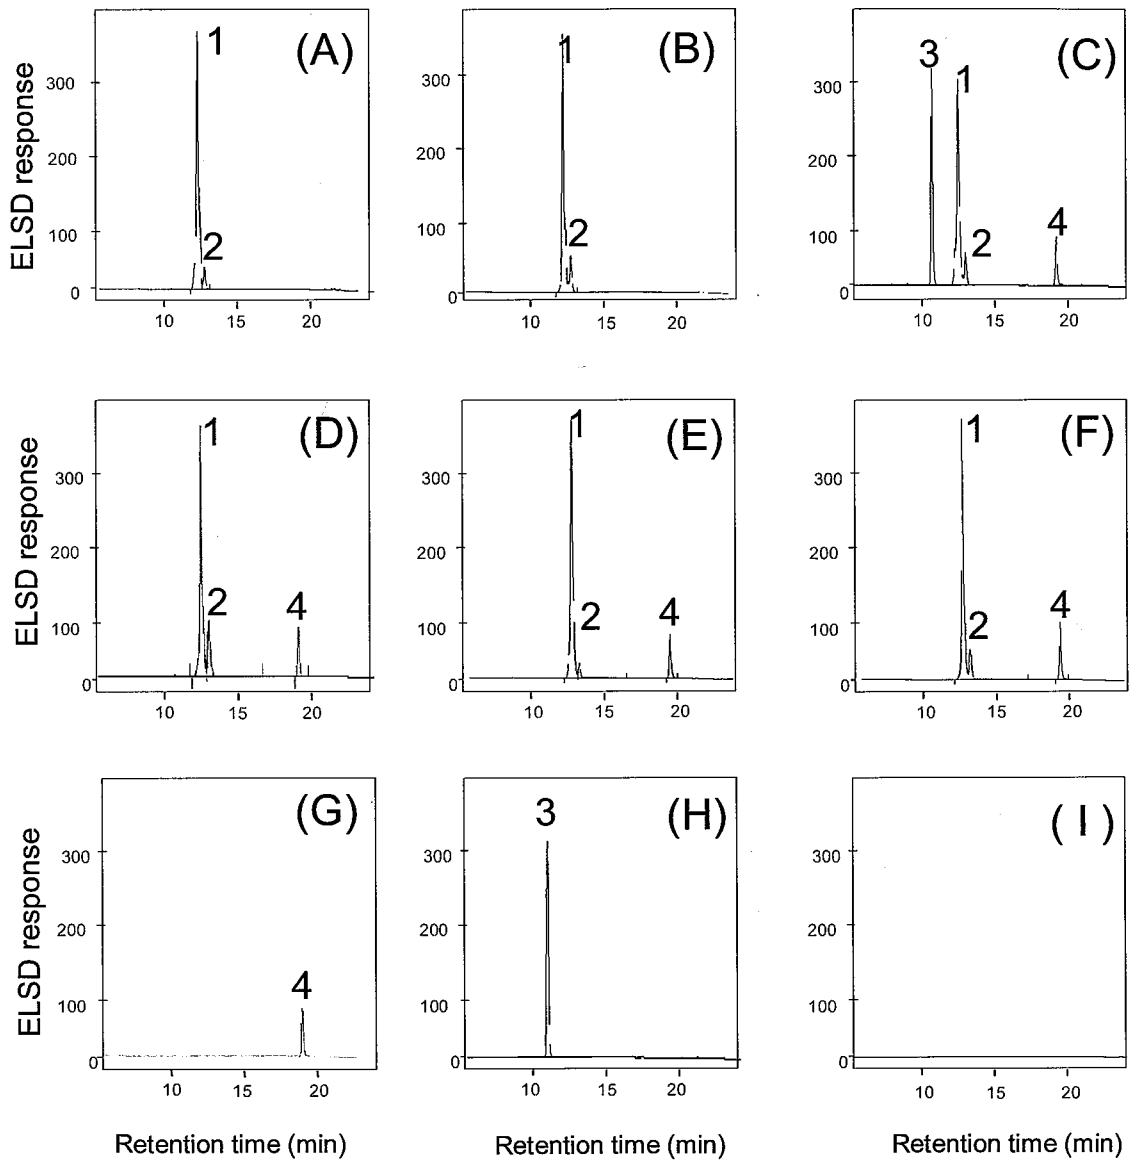 (A) (B) (C)
1 1 3 1
2 2 2 4
ELSD response
300 300 300
200 200 200
100 100 100
0 0 0
10 15 20 10 15 20 10 15 20
(D) (E) (F)
1 1 1
2 4 2 4 2 4
ELSD response
300 300 300
200 200 200
100 100 100
0 0 0
10 15 20 10 15 20 10 15 20
(G) (H) ( I )
4 3
ELSD response
300 300 300
200 200 200
100 100 100
0 0 0
10 15 20 10 15 20 10 15 20
Retention time (min) Retention time (min) Retention time (min)